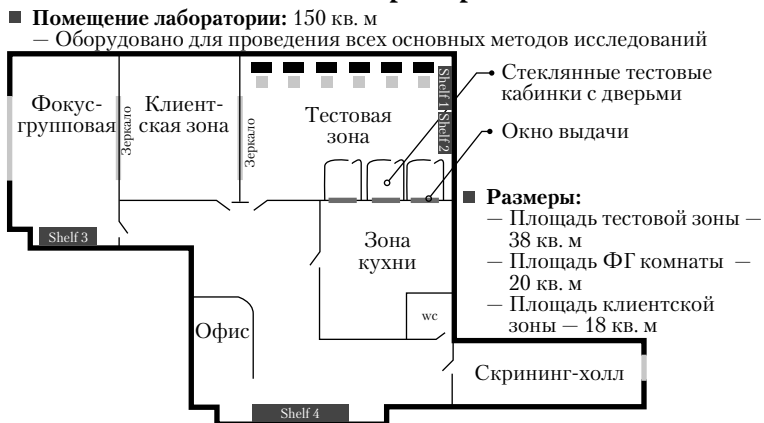 ■ Помещение лаборатории: 150 кв. м
— Оборудовано для проведения всех основных методов исследований
Фокус-
групповая
Зеркало
Клиент-
ская зона
Зеркало
Тестовая
зона
Shelf 1
Shelf 2
Стеклянные тестовые
кабинки с дверьми
Окно выдачи
■ Размеры:
— Площадь тестовой зоны —
38 кв. м
— Площадь ФГ комнаты —
20 кв. м
— Площадь клиентской
зоны — 18 кв. м
Shelf 3
Зона
кухни
wc
Офис
Скрининг-холл
Shelf 4